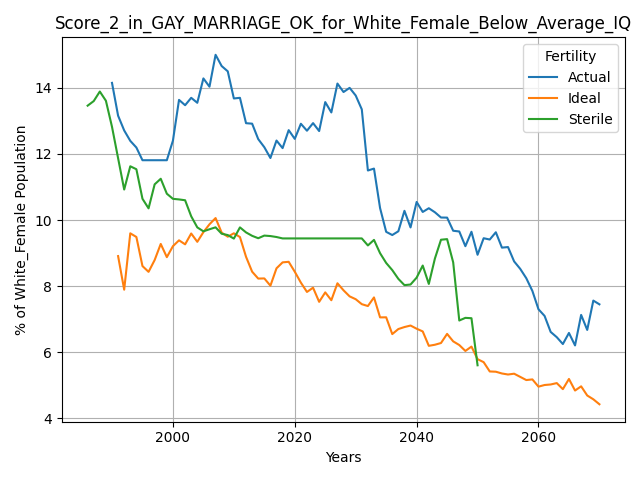 Score_2_in_GAY_MARRIAGE_OK_for_White_Female_Below_Average_IQ
Fertility
Actual
Ideal
Sterile
% of White_Female Population
14
12
10
8
6
4
2000
2020
2040
2060
Years